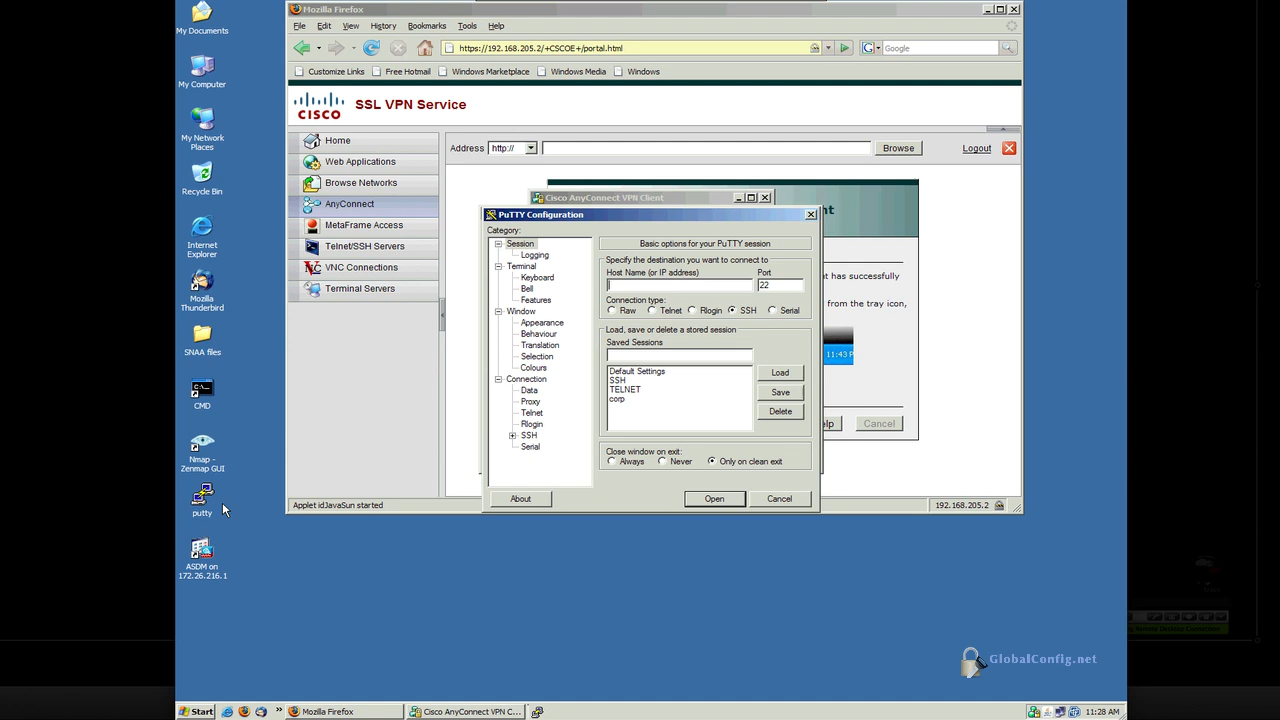 My Documents
My Computer
My Network
Places
Recycle Bin
Internet
Explorer
Mozilla
Thunderbird
SNAA files
CMD
Nmap -
Zenmap GUI
putty
ASDM on
172.26.216.1
Mozilla Firefox
File Edit View History Bookmarks Tools Help
https://192.168.205.2/+CSCOE+/portal.html
Google
Customize Links Free Hotmail Windows Marketplace Windows Media Windows
CISCO SSL VPN Service
Home
Web Applications
Browse Networks
AnyConnect
MetaFrame Access
Telnet/SSH Servers
VNC Connections
Terminal Servers
Address http:// Browse Logout
Cisco AnyConnect VPN Client
nt
nt has successfully
from the tray icon,
11:43 P
elp Cancel
PuTTY Configuration
Category:
Session
Logging
Terminal
Keyboard
Bell
Features
Window
Appearance
Behaviour
Translation
Selection
Colours
Connection
Data
Proxy
Telnet
Rlogin
SSH
Serial
Basic options for your PuTTY session
Specify the destination you want to connect to
Host Name (or IP address) Port
22
Connection type:
Raw Telnet Rlogin SSH Serial
Load, save or delete a stored session
Saved Sessions
Default Settings
SSH
TELNET
corp
Load
Save
Delete
Close window on exit:
Always Never Only on clean exit
About Open Cancel
Applet idJavaSun started 192.168.205.2
GlobalConfig.net
Start Mozilla Firefox Cisco AnyConnect VPN C... 11:28 AM